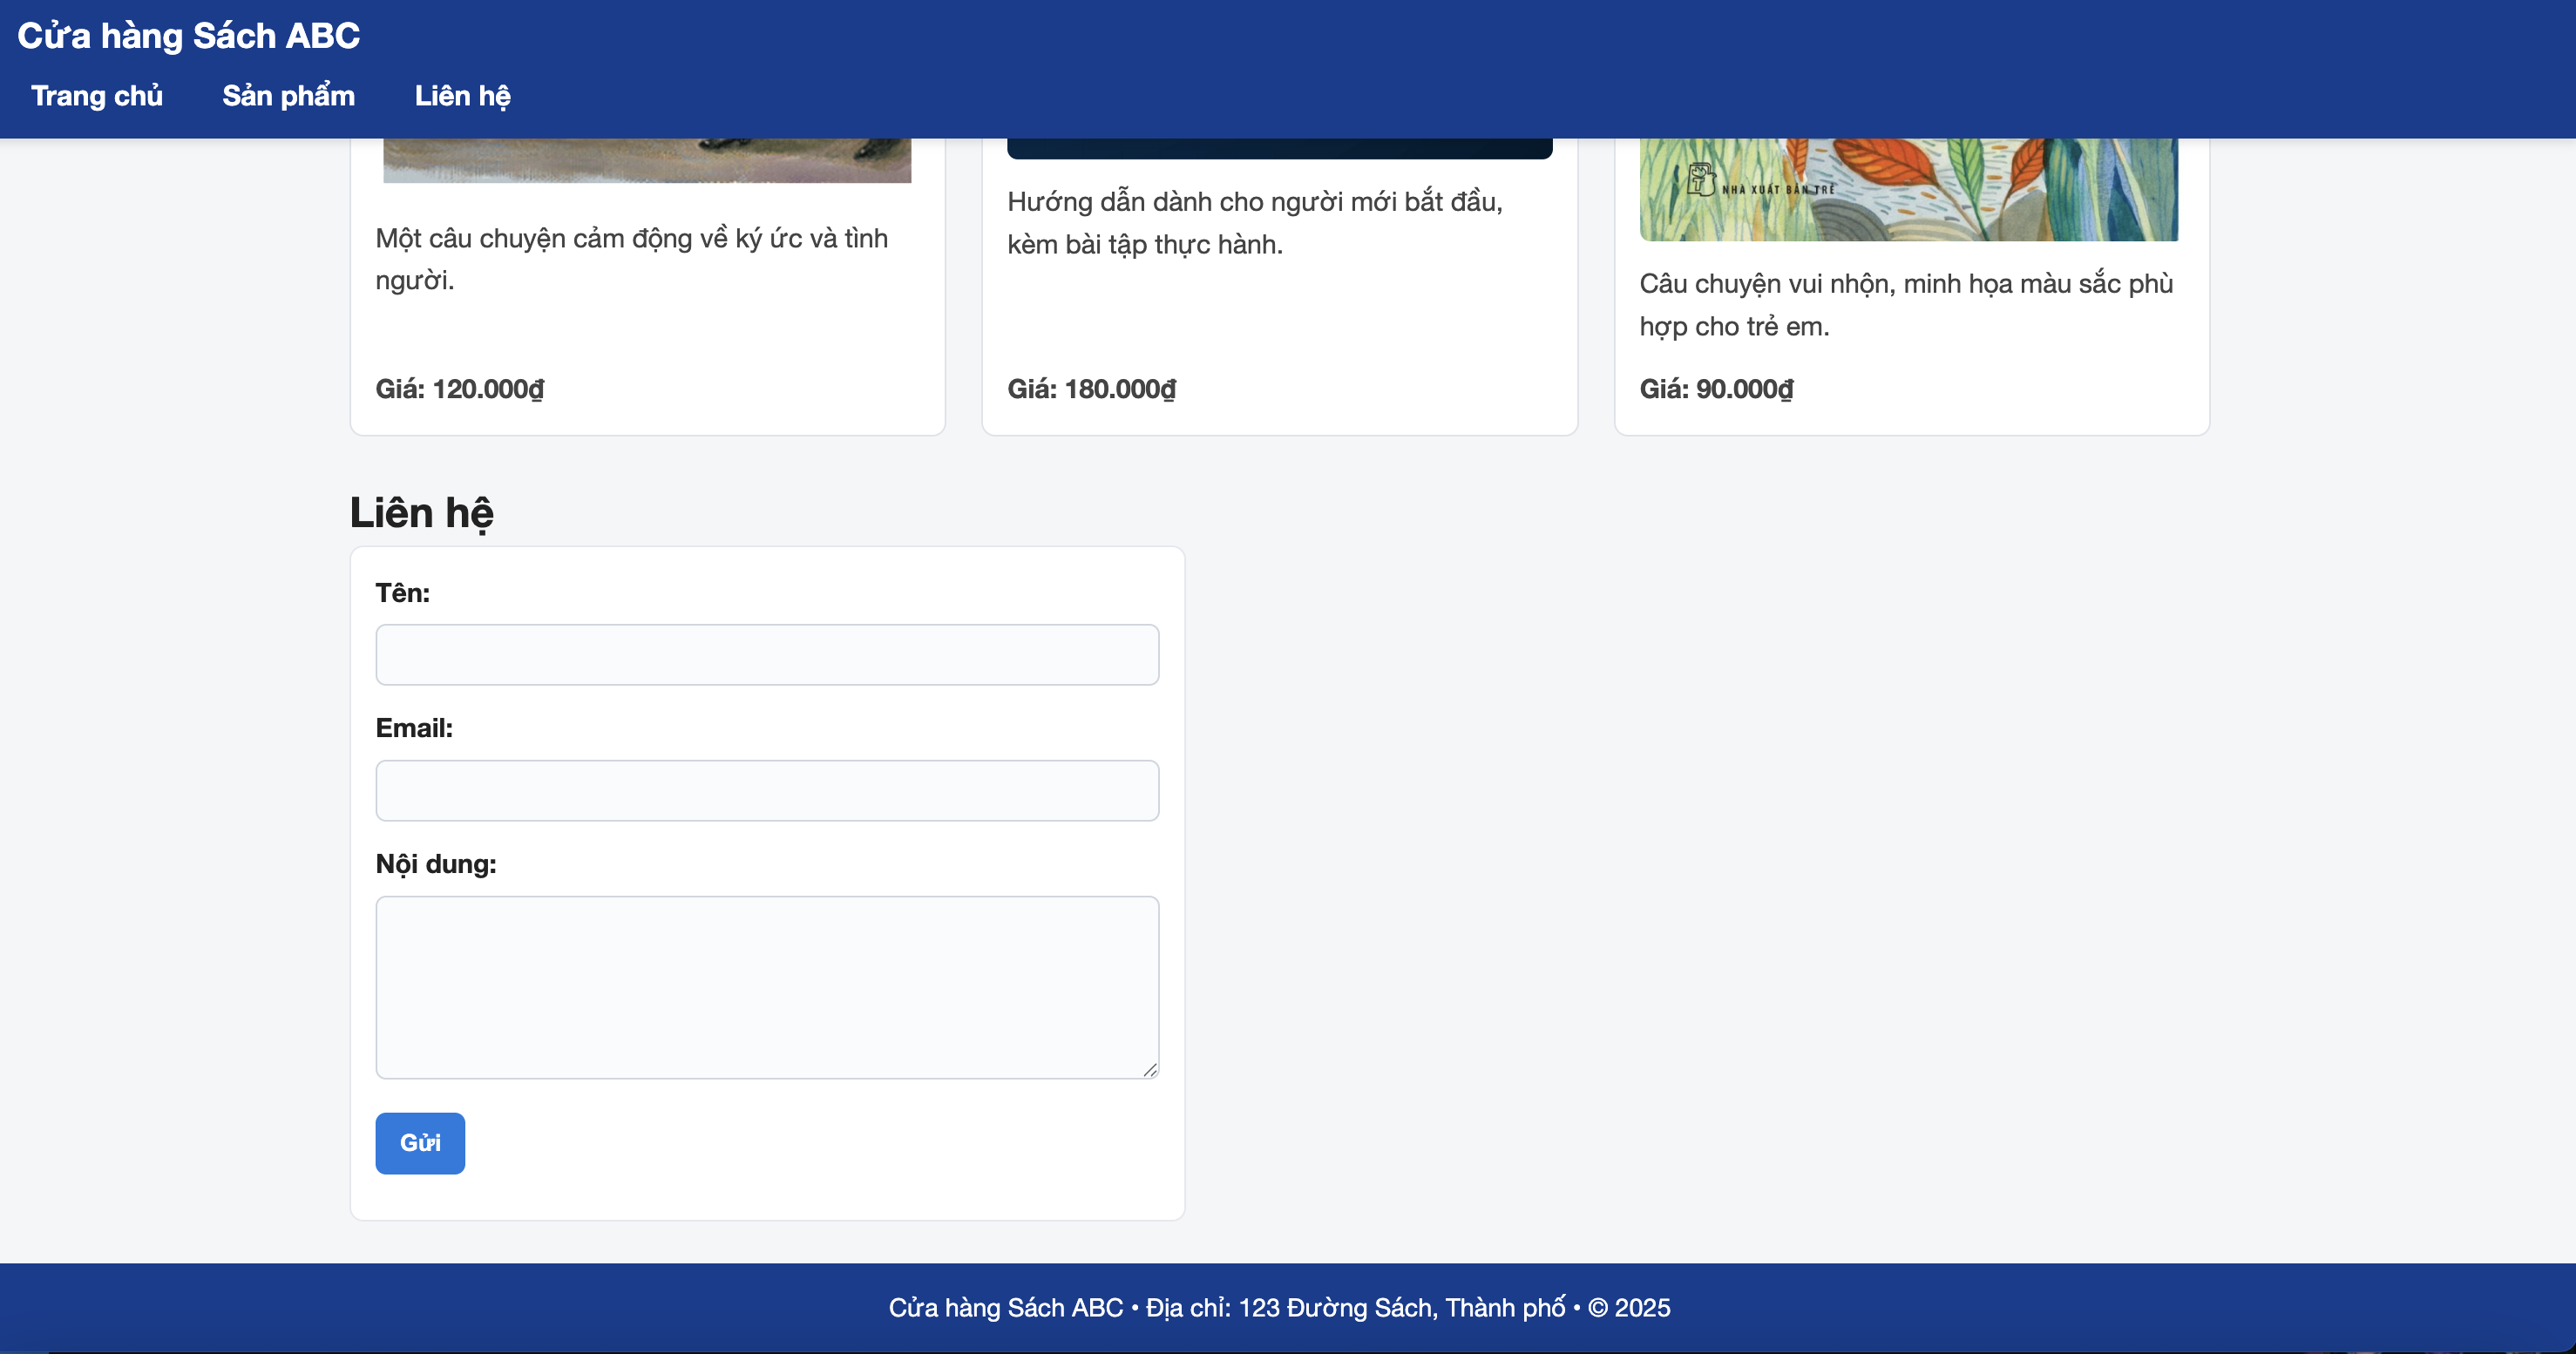 Cửa hàng Sách ABC
Trang chủ Sản phẩm Liên hệ
NHÀ XUẤT BẢN TRẺ
Một câu chuyện cảm động về ký ức và tình
người.
Giá: 120.000₫
Hướng dẫn dành cho người mới bắt đầu,
kèm bài tập thực hành.
Giá: 180.000₫
Câu chuyện vui nhộn, minh họa màu sắc phù
hợp cho trẻ em.
Giá: 90.000₫
Liên hệ
Tên:
Email:
Nội dung:
Gửi
Cửa hàng Sách ABC • Địa chỉ: 123 Đường Sách, Thành phố • © 2025